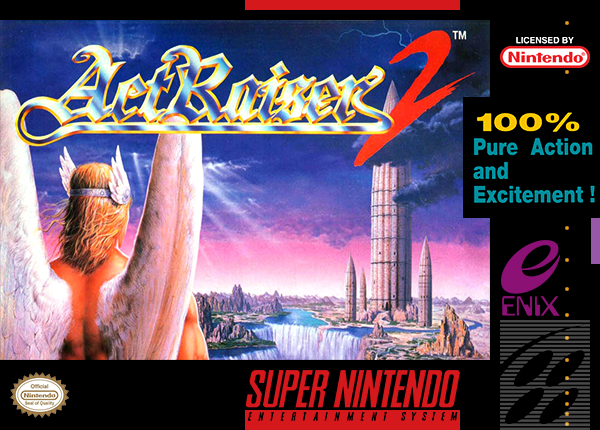 ActRaiser 2 TM
LICENSED BY
Nintendo®
100%
Pure Action
and
Excitement!
ENIX
Official
Nintendo
Seal of Quality
SUPER NINTENDO
ENTERTAINMENT SYSTEM